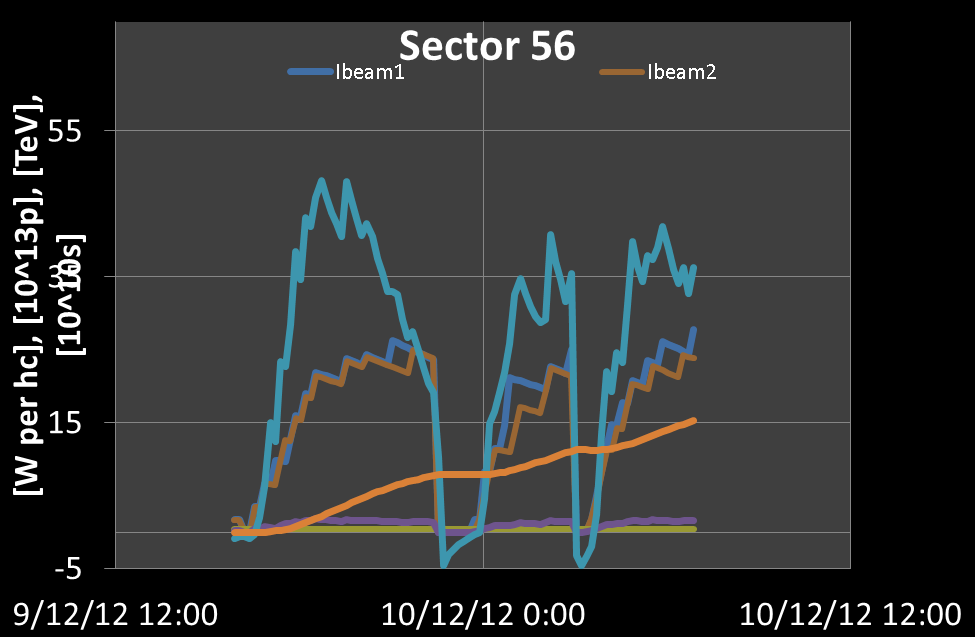 Sector 56
Ibeam1
Ibeam2
[W per hc], [10^13p], [TeV],
[10^10s]
55
35
15
-5
9/12/12 12:00
10/12/12 0:00
10/12/12 12:00